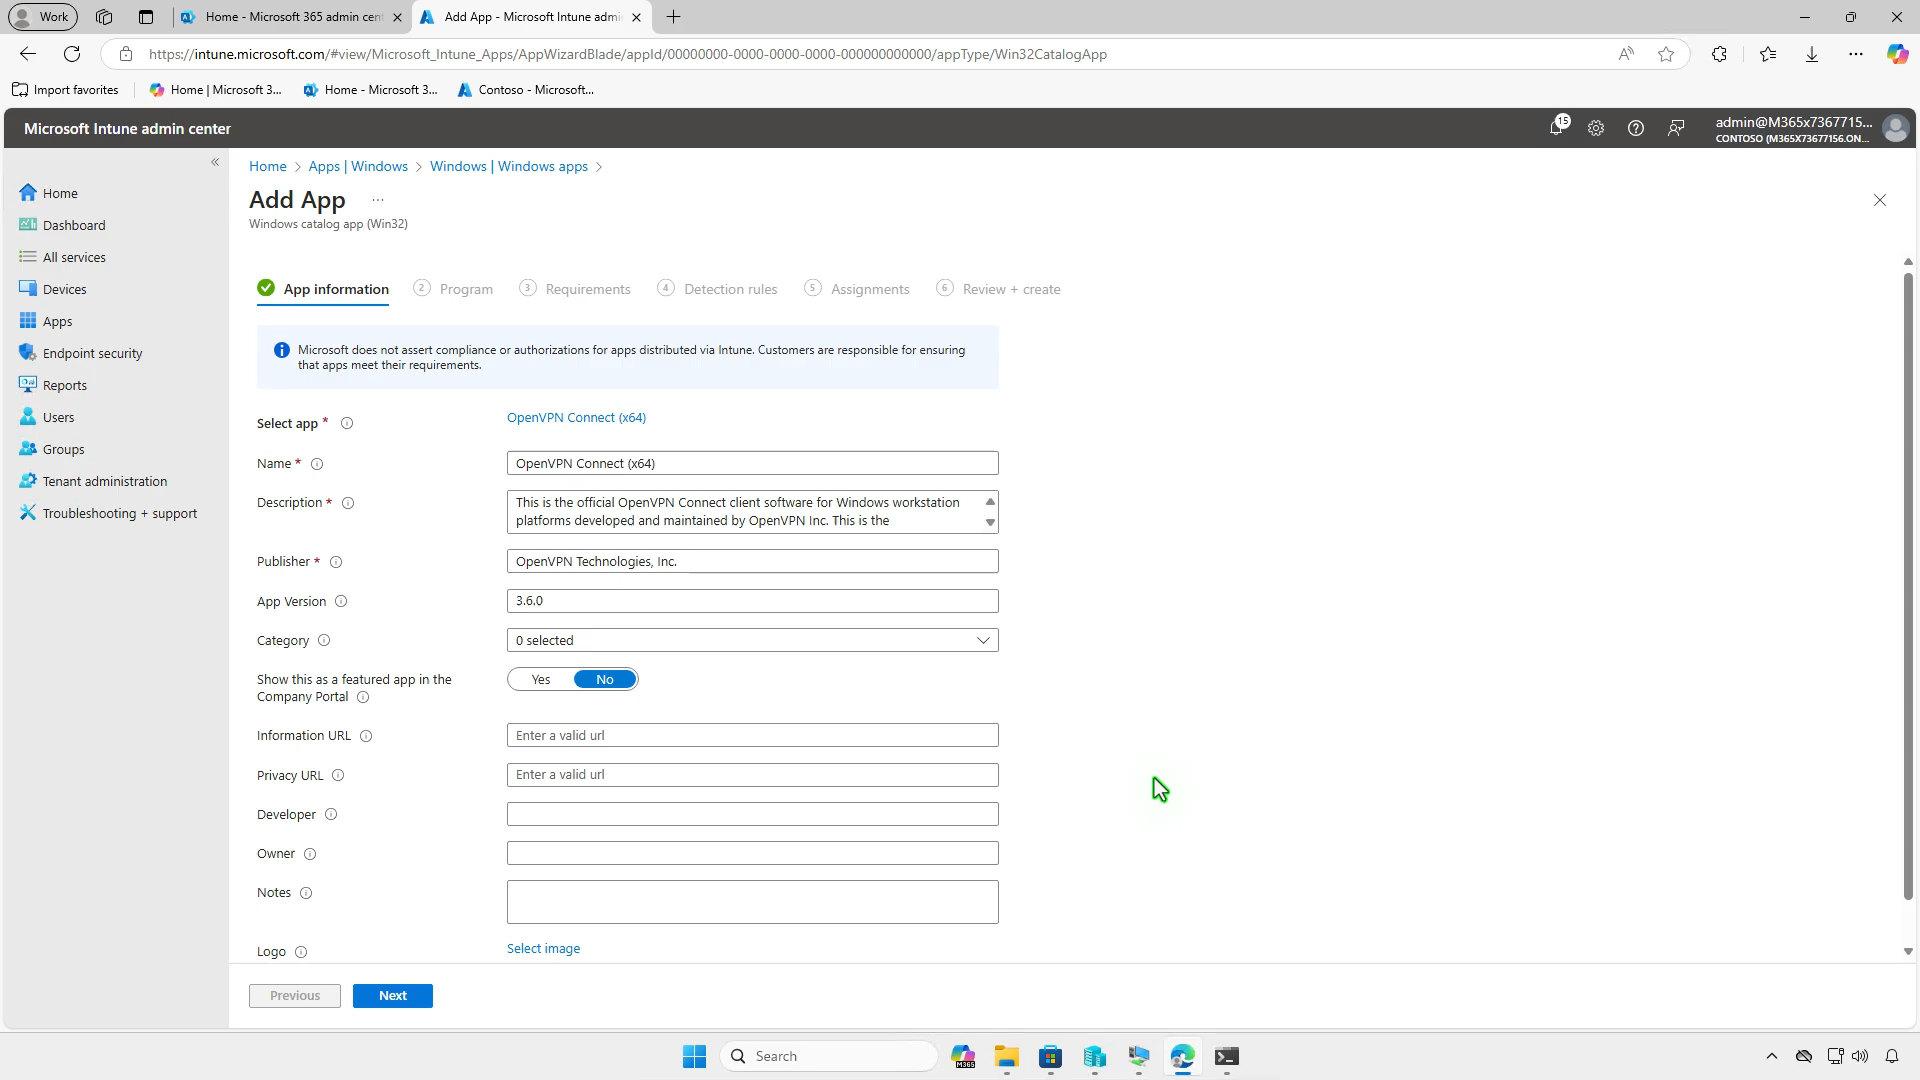 Work
Home - Microsoft 365 admin cent
Add App - Microsoft Intune admi
https://intune.microsoft.com/#view/Microsoft_Intune_Apps/AppWizardBlade/appId/00000000-0000-0000-0000-000000000000/appType/Win32CatalogApp
Import favorites
Home | Microsoft 3...
Home - Microsoft 3...
Contoso - Microsoft...
Microsoft Intune admin center
15
admin@M365x7367715...
CONTOSO (M365X73677156.ON...
Home
Dashboard
All services
Devices
Apps
Endpoint security
Reports
Users
Groups
Tenant administration
Troubleshooting + support
Home > Apps | Windows > Windows | Windows apps >
Add App ...
Windows catalog app (Win32)
App information
2 Program
3 Requirements
4 Detection rules
5 Assignments
6 Review + create
Microsoft does not assert compliance or authorizations for apps distributed via Intune. Customers are responsible for ensuring
that apps meet their requirements.
Select app *
OpenVPN Connect (x64)
Name *
OpenVPN Connect (x64)
Description *
This is the official OpenVPN Connect client software for Windows workstation
platforms developed and maintained by OpenVPN Inc. This is the
Publisher *
OpenVPN Technologies, Inc.
App Version
3.6.0
Category
0 selected
Show this as a featured app in the
Company Portal
Yes
No
Information URL
Enter a valid url
Privacy URL
Enter a valid url
Developer
Owner
Notes
Logo
Select image
Previous
Next
Search
M365